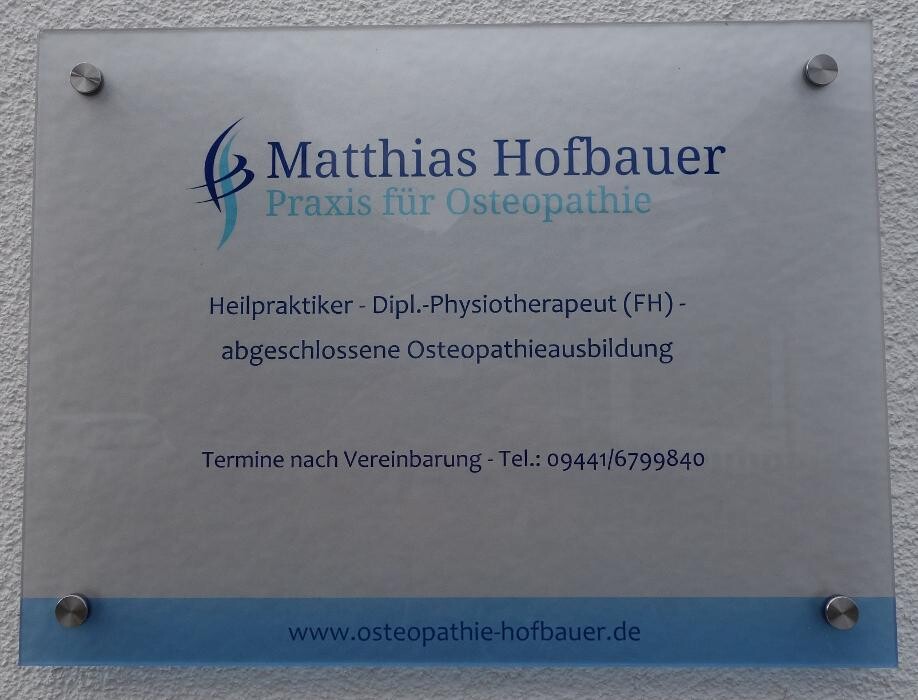 Matthias Hofbauer
Praxis für Osteopathie
Heilpraktiker - Dipl.-Physiotherapeut (FH) -
abgeschlossene Osteopathieausbildung
Termine nach Vereinbarung - Tel.: 09441/6799840
www.osteopathie-hofbauer.de